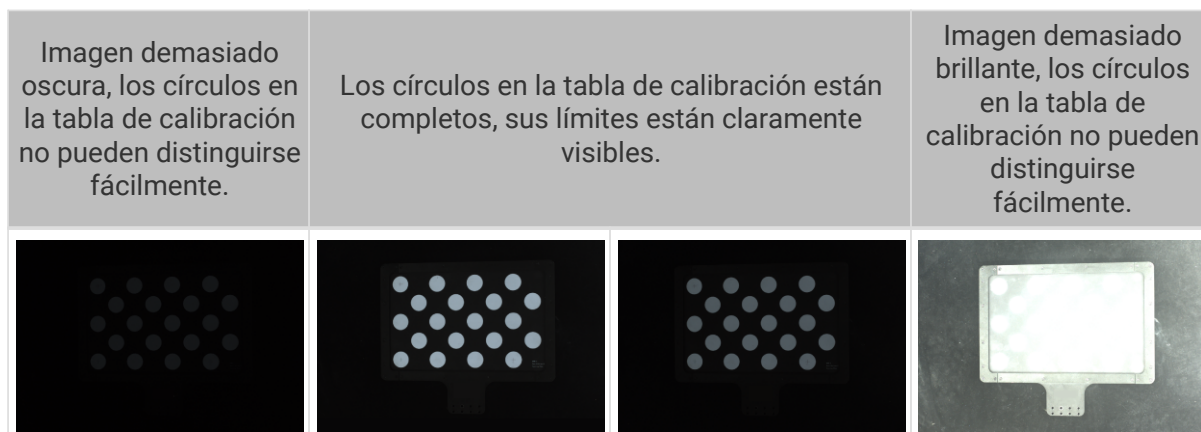 Imagen demasiado
oscura, los círculos en
la tabla de calibración
no pueden distinguirse
fácilmente.
Los círculos en la tabla de calibración están
completos, sus límites están claramente
visibles.
Imagen demasiado
brillante, los círculos
en la tabla de
calibración no pueden
distinguirse
fácilmente.